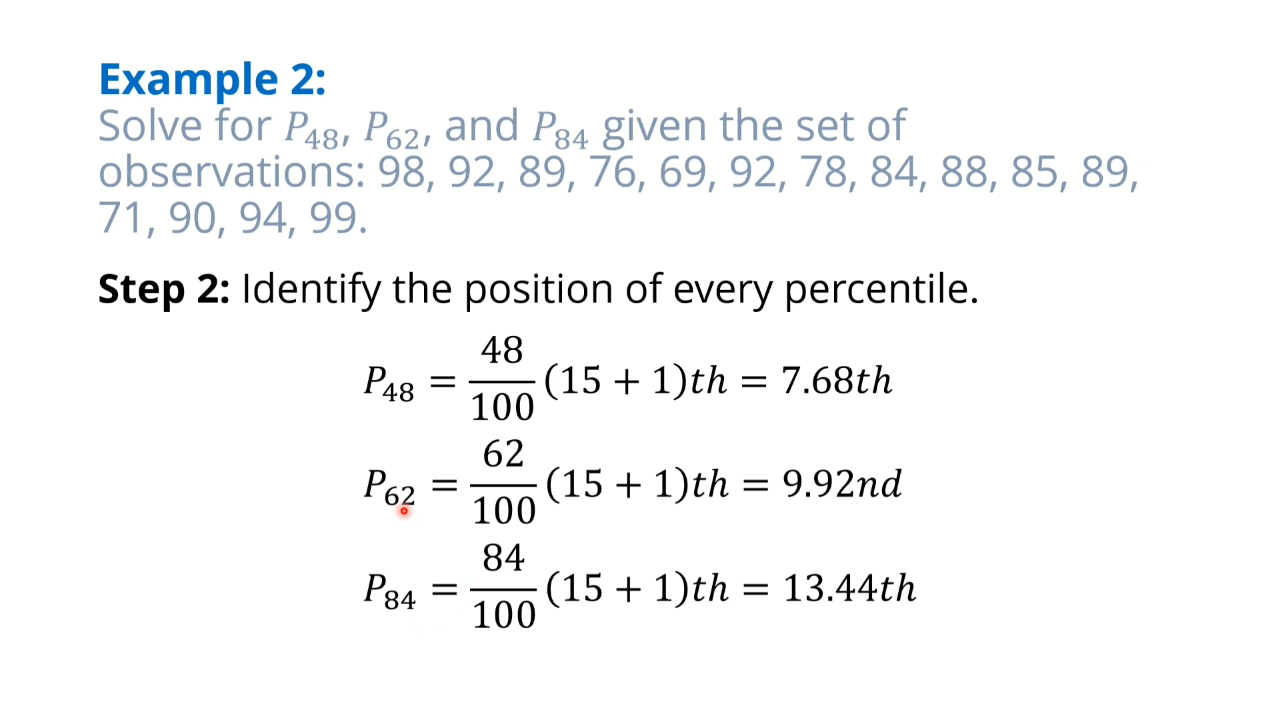 Example 2:
Solve for P₄₈, P₆₂, and P₈₄ given the set of
observations: 98, 92, 89, 76, 69, 92, 78, 84, 88, 85, 89,
71, 90, 94, 99.
Step 2: Identify the position of every percentile.
P₄₈ = 48/100 (15 + 1)th = 7.68th
P₆₂ = 62/100 (15 + 1)th = 9.92nd
P₈₄ = 84/100 (15 + 1)th = 13.44th